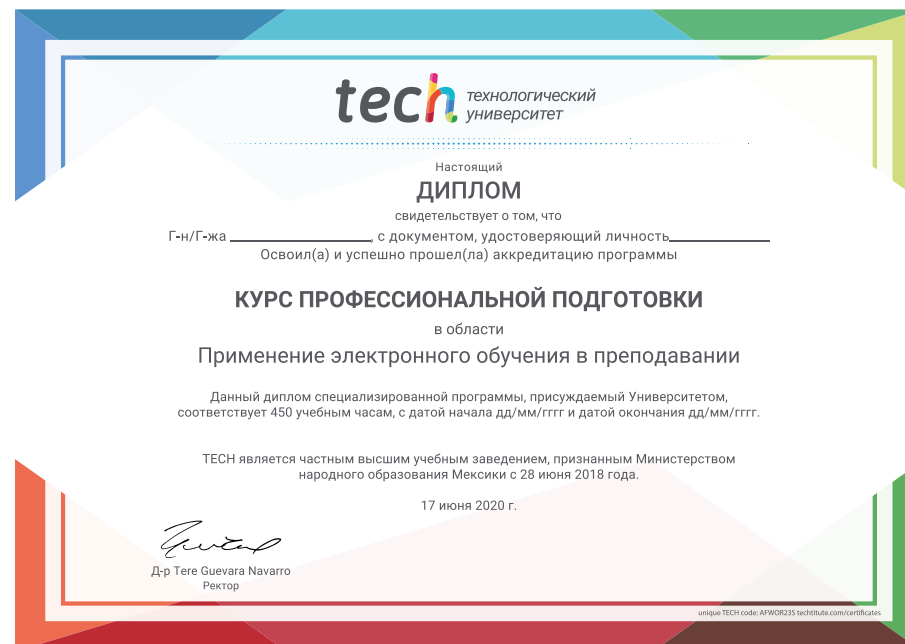 tech технологический
университет
Настоящий
ДИПЛОМ
свидетельствует о том, что
Г-н/Г-жа ____________________, с документом, удостоверяющий личность______________
Освоил(а) и успешно прошел(ла) аккредитацию программы
КУРС ПРОФЕССИОНАЛЬНОЙ ПОДГОТОВКИ
в области
Применение электронного обучения в преподавании
Данный диплом специализированной программы, присуждаемый Университетом,
соответствует 450 учебным часам, с датой начала дд/мм/гггг и датой окончания дд/мм/гггг.
TECH является частным высшим учебным заведением, признанным Министерством
народного образования Мексики с 28 июня 2018 года.
17 июня 2020 г.
Д-р Tere Guevara Navarro
Ректор
unique TECH code: AFWOR23S techtitute.com/certificates